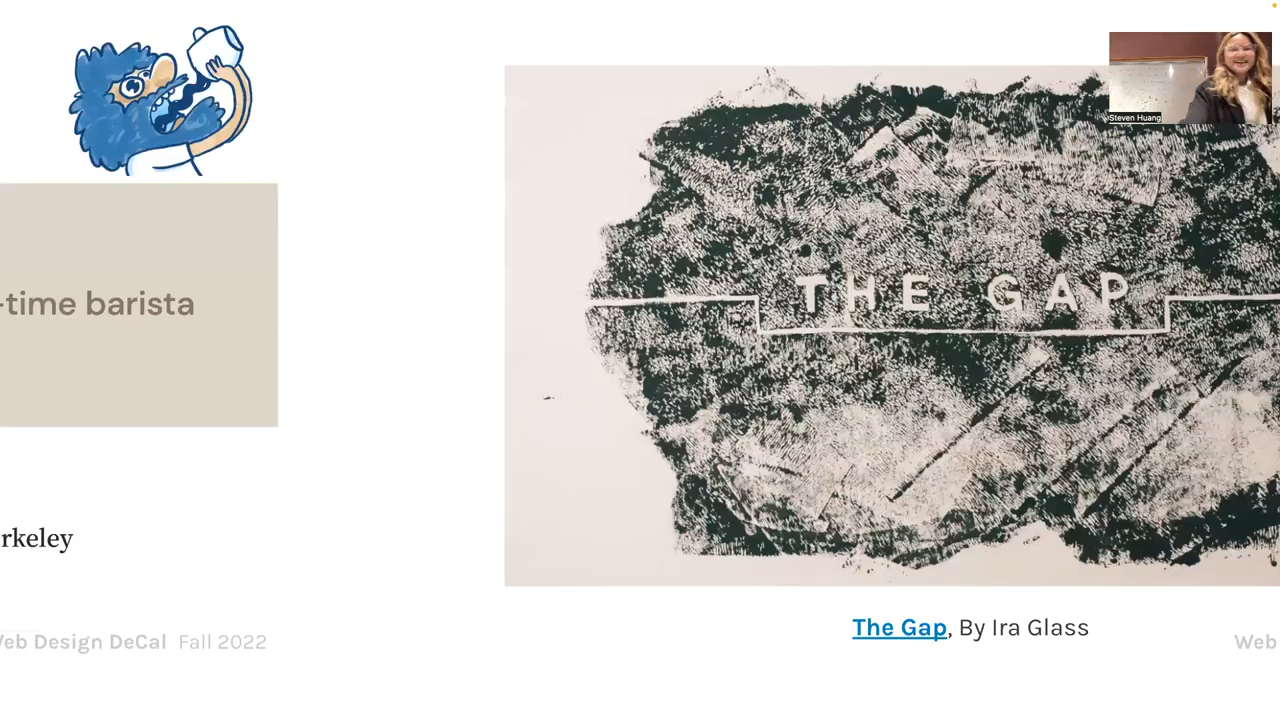 Steven Huang
-time barista
THE GAP
rkeley
The Gap, By Ira Glass
Web Design DeCal Fall 2022
Web